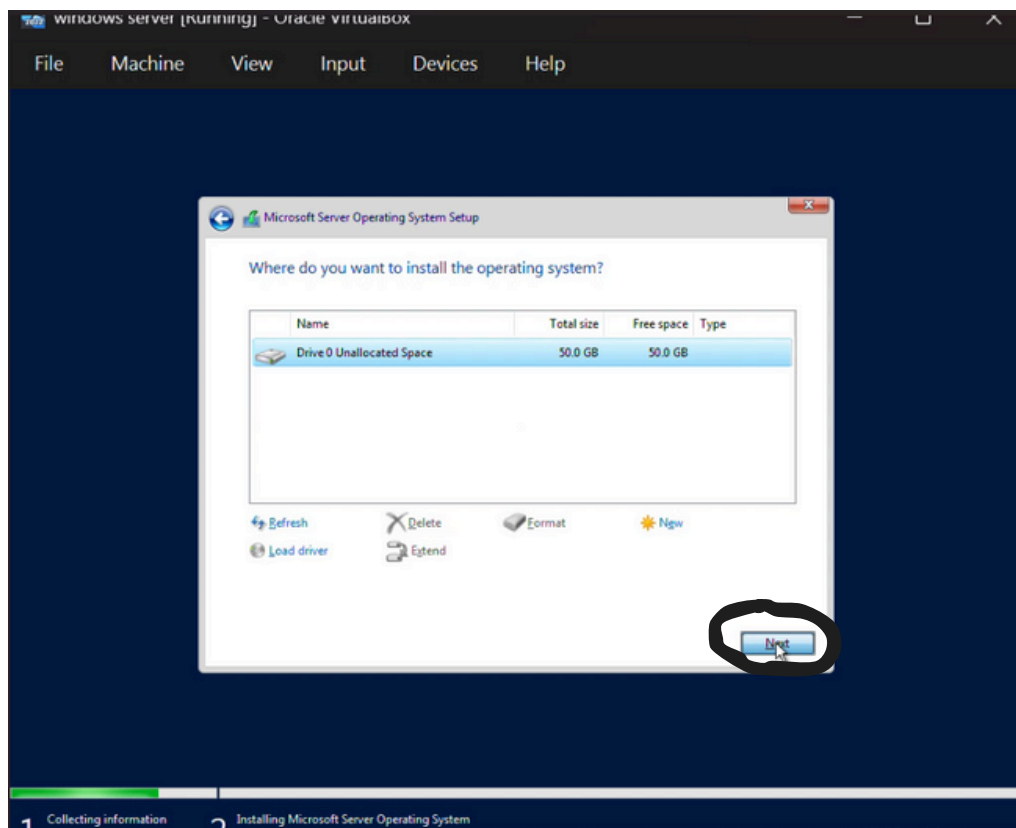 windows server [Running] - Oracle VirtualBox
File Machine View Input Devices Help
Microsoft Server Operating System Setup
Where do you want to install the operating system?
Name Total size Free space Type
Drive 0 Unallocated Space 50.0 GB 50.0 GB
Refresh Delete Format New
Load driver Extend
Next
1 Collecting information 2 Installing Microsoft Server Operating System